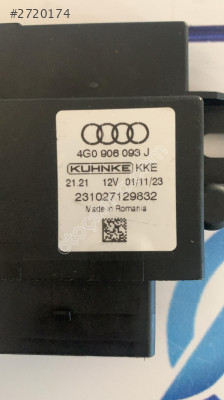 #2720174
4G0 906 093 J
KUHNKE KKE
21.21 12V 01/11/23
231027129832
Made in Romania